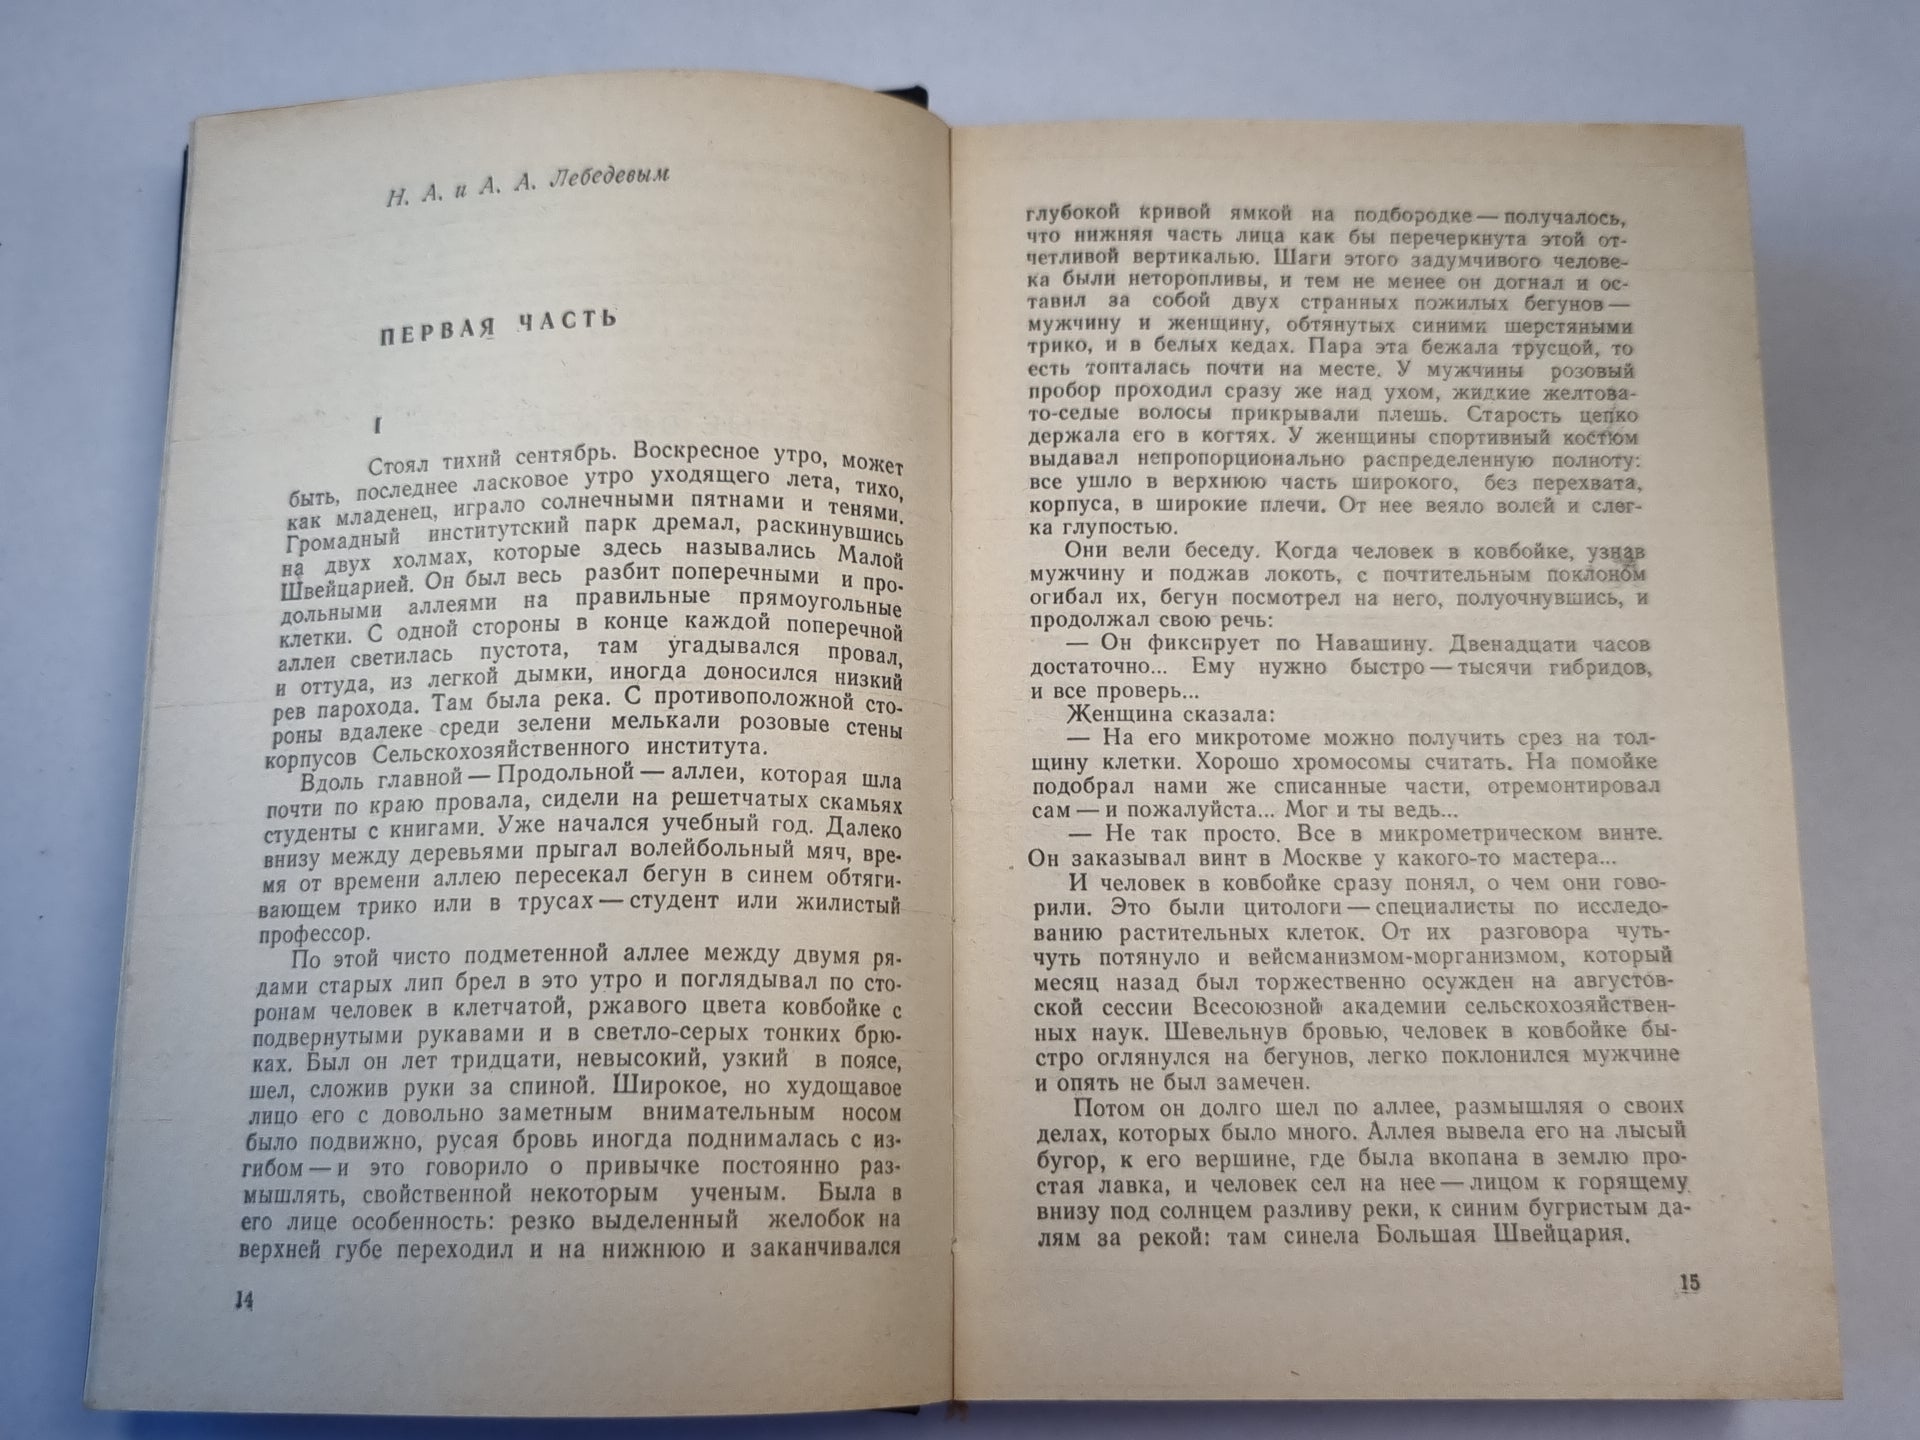 Н. А. и А. А. Лебедевым
ПЕРВАЯ ЧАСТЬ
I
Стоял тихий сентябрь. Воскресное утро, может
быть, последнее ласковое утро уходящего лета, тихо,
как младенец, играло солнечными пятнами и тенями.
Громадный институтский парк дремал, раскинувшись
на двух холмах, которые здесь назывались Малой
Швейцарией. Он был весь разбит поперечными и про-
дольными аллеями на правильные прямоугольные
клетки. С одной стороны в конце каждой поперечной
аллеи светилась пустота, там угадывался провал,
и оттуда, из легкой дымки, иногда доносился низкий
рев парохода. Там была река. С противоположной сто-
роны вдалеке среди зелени мелькали розовые стены
корпусов Сельскохозяйственного института.
Вдоль главной — Продольной — аллеи, которая шла
почти по краю провала, сидели на решетчатых скамьях
студенты с книгами. Уже начался учебный год. Далеко
внизу между деревьями прыгал волейбольный мяч, вре-
мя от времени аллею пересекал бегун в синем обтяги-
вающем трико или в трусах — студент или жилистый
профессор.
По этой чисто подметенной аллее между двумя ря-
дами старых лип брел в это утро и поглядывал по сто-
ронам человек в клетчатой, ржавого цвета ковбойке с
подвернутыми рукавами и в светло-серых тонких брю-
ках. Был он лет тридцати, невысокий, узкий в поясе,
шел, сложив руки за спиной. Широкое, но худощавое
лицо его с довольно заметным внимательным носом
было подвижно, русая бровь иногда поднималась с из-
гибом — и это говорило о привычке постоянно раз-
мышлять, свойственной некоторым ученым. Была в
его лице особенность: резко выделенный желобок на
верхней губе переходил и на нижнюю и заканчивался
14
глубокой кривой ямкой на подбородке — получалось,
что нижняя часть лица как бы перечеркнута этой от-
четливой вертикалью. Шаги этого задумчивого челове-
ка были неторопливы, и тем не менее он догнал и ос-
тавил за собой двух странных пожилых бегунов —
мужчину и женщину, обтянутых синими шерстяными
трико, и в белых кедах. Пара эта бежала трусцой, то
есть топталась почти на месте. У мужчины розовый
пробор проходил сразу же над ухом, жидкие желтова-
то-седые волосы прикрывали плешь. Старость цепко
держала его в когтях. У женщины спортивный костюм
выдавал непропорционально распределенную полноту:
все ушло в верхнюю часть широкого, без перехвата,
корпуса, в широкие плечи. От нее веяло волей и слег-
ка глупостью.
Они вели беседу. Когда человек в ковбойке, узнав
мужчину и поджав локоть, с почтительным поклоном
огибал их, бегун посмотрел на него, полуочнувшись, и
продолжал свою речь:
— Он фиксирует по Навашину. Двенадцати часов
достаточно... Ему нужно быстро — тысячи гибридов,
и все проверь...
Женщина сказала:
— На его микротоме можно получить срез на тол-
щину клетки. Хорошо хромосомы считать. На помойке
подобрал нами же списанные части, отремонтировал
сам — и пожалуйста... Мог и ты ведь...
— Не так просто. Все в микрометрическом винте.
Он заказывал винт в Москве у какого-то мастера...
И человек в ковбойке сразу понял, о чем они гово-
рили. Это были цитологи — специалисты по исследо-
ванию растительных клеток. От их разговора чуть-
чуть потянуло и вейсманизмом-морганизмом, который
месяц назад был торжественно осужден на августов-
ской сессии Всесоюзной академии сельскохозяйствен-
ных наук. Шевельнув бровью, человек в ковбойке бы-
стро оглянулся на бегунов, легко поклонился мужчине
и опять не был замечен.
Потом он долго шел по аллее, размышляя о своих
делах, которых было много. Аллея вывела его на лысый
бугор, к его вершине, где была вкопана в землю про-
стая лавка, и человек сел на нее — лицом к горящему
внизу под солнцем разливу реки, к синим бугристым да-
лям за рекой: там синела Большая Швейцария.
15